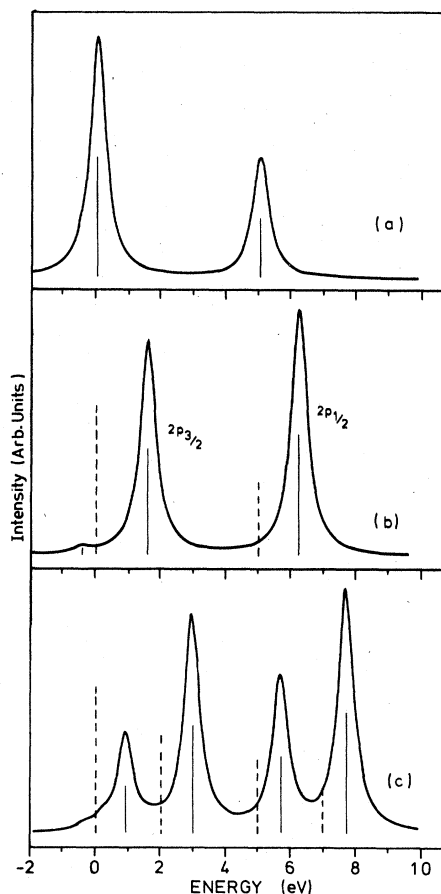 (a)
2p3/2
2p1/2
(b)
(c)
Intensity (Arb. Units)
-2 0 2 4 6 8 10
ENERGY (eV)